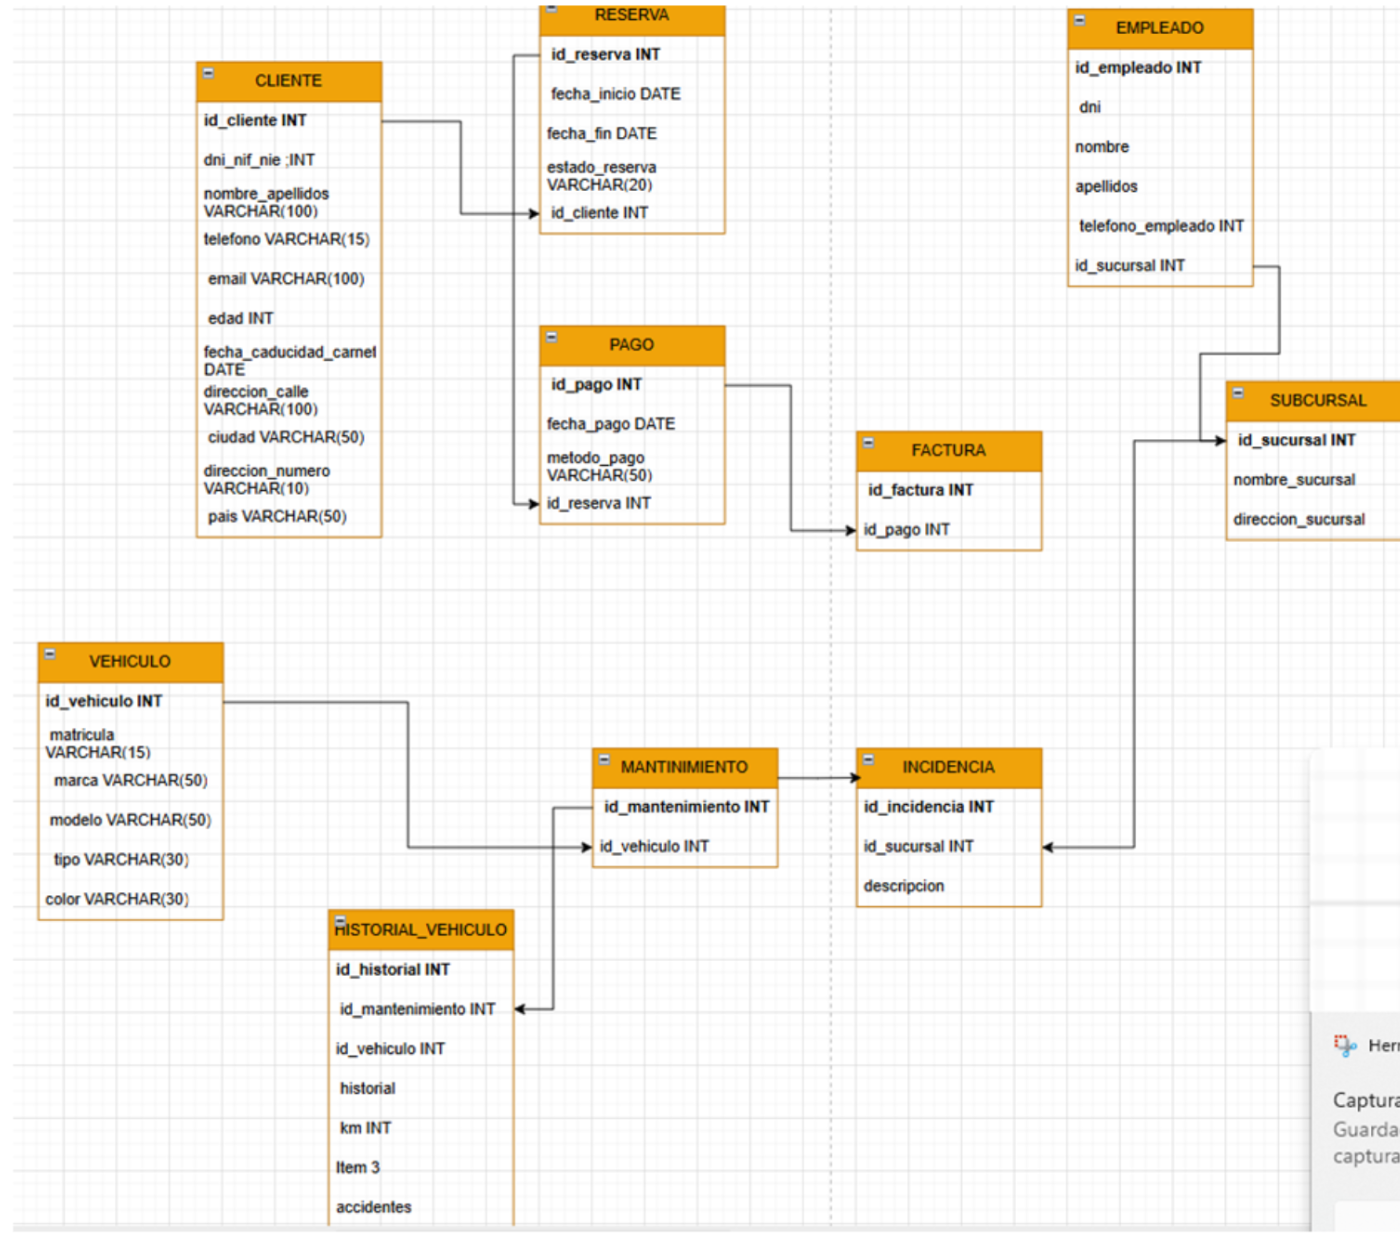 RESERVA
id_reserva INT
fecha_inicio DATE
fecha_fin DATE
estado_reserva
VARCHAR(20)
id_cliente INT
EMPLEADO
id_empleado INT
dni
nombre
apellidos
telefono_empleado INT
id_sucursal INT
CLIENTE
id_cliente INT
dni_nif_nie ;INT
nombre_apellidos
VARCHAR(100)
telefono VARCHAR(15)
email VARCHAR(100)
edad INT
fecha_caducidad_carnet
DATE
direccion_calle
VARCHAR(100)
ciudad VARCHAR(50)
direccion_numero
VARCHAR(10)
pais VARCHAR(50)
PAGO
id_pago INT
fecha_pago DATE
metodo_pago
VARCHAR(50)
id_reserva INT
FACTURA
id_factura INT
id_pago INT
SUBCURSAL
id_sucursal INT
nombre_sucursal
direccion_sucursal
VEHICULO
id_vehiculo INT
matricula
VARCHAR(15)
marca VARCHAR(50)
modelo VARCHAR(50)
tipo VARCHAR(30)
color VARCHAR(30)
MANTINIMIENTO
id_mantenimiento INT
id_vehiculo INT
INCIDENCIA
id_incidencia INT
id_sucursal INT
descripcion
HISTORIAL_VEHICULO
id_historial INT
id_mantenimiento INT
id_vehiculo INT
historial
km INT
Item 3
accidentes
Herr
Captura
Guarda
captura